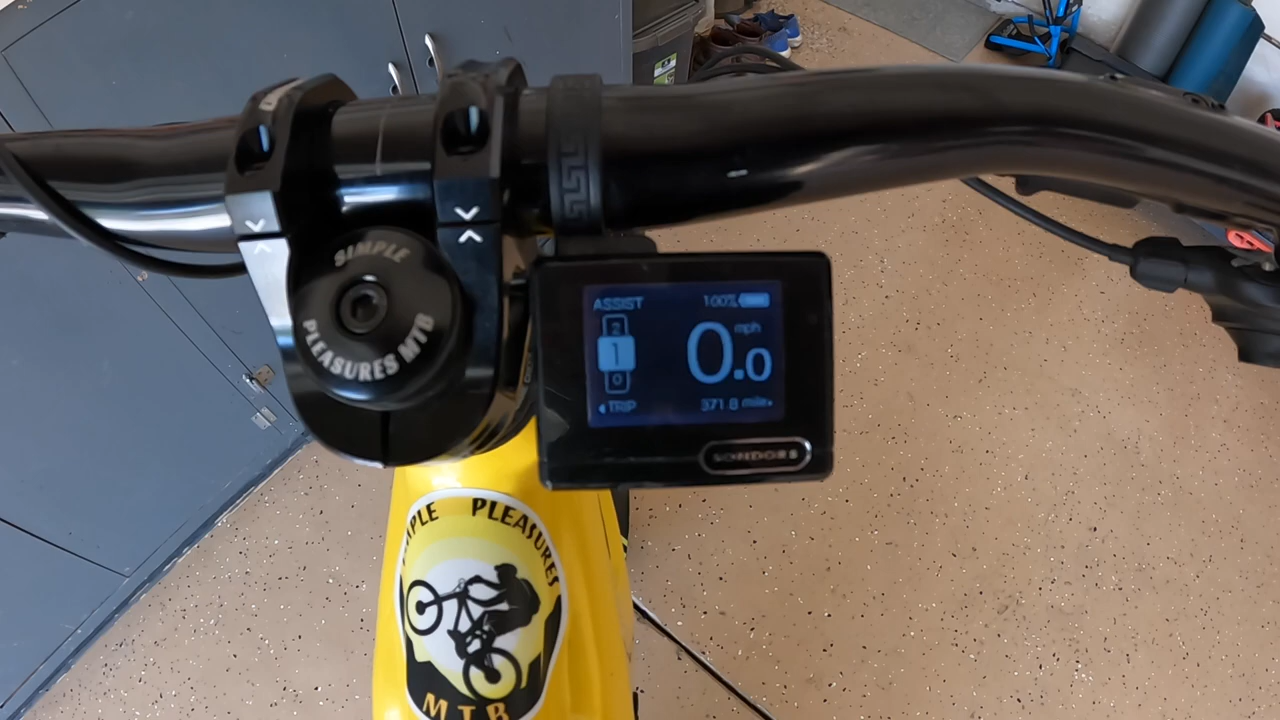 SIMPLE
PLEASURES MTB
ASSIST
100%
2
1
0
0.0
mph
TRIP
371.8 miles
SONDORS
SIMPLE PLEASURES
MTB